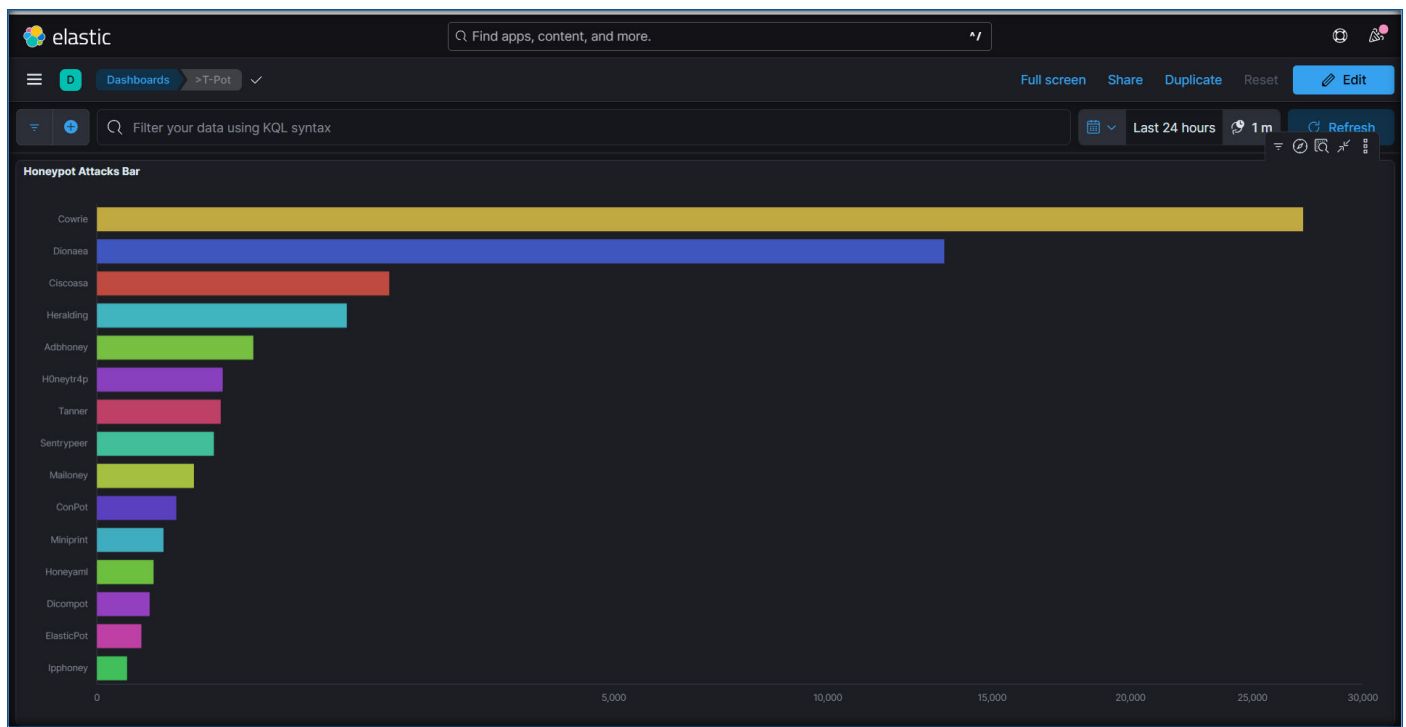 elastic
Find apps, content, and more.
^/
D
Dashboards
>T-Pot
Full screen
Share
Duplicate
Reset
Edit
Filter your data using KQL syntax
Last 24 hours
1 m
Refresh
Honeypot Attacks Bar
Cowrie
Dionaea
Ciscoasa
Heralding
Adbhoney
H0neytr4p
Tanner
Sentrypeer
Mailoney
ConPot
Miniprint
Honeyaml
Dicompot
ElasticPot
Ipphoney
0
5,000
10,000
15,000
20,000
25,000
30,000